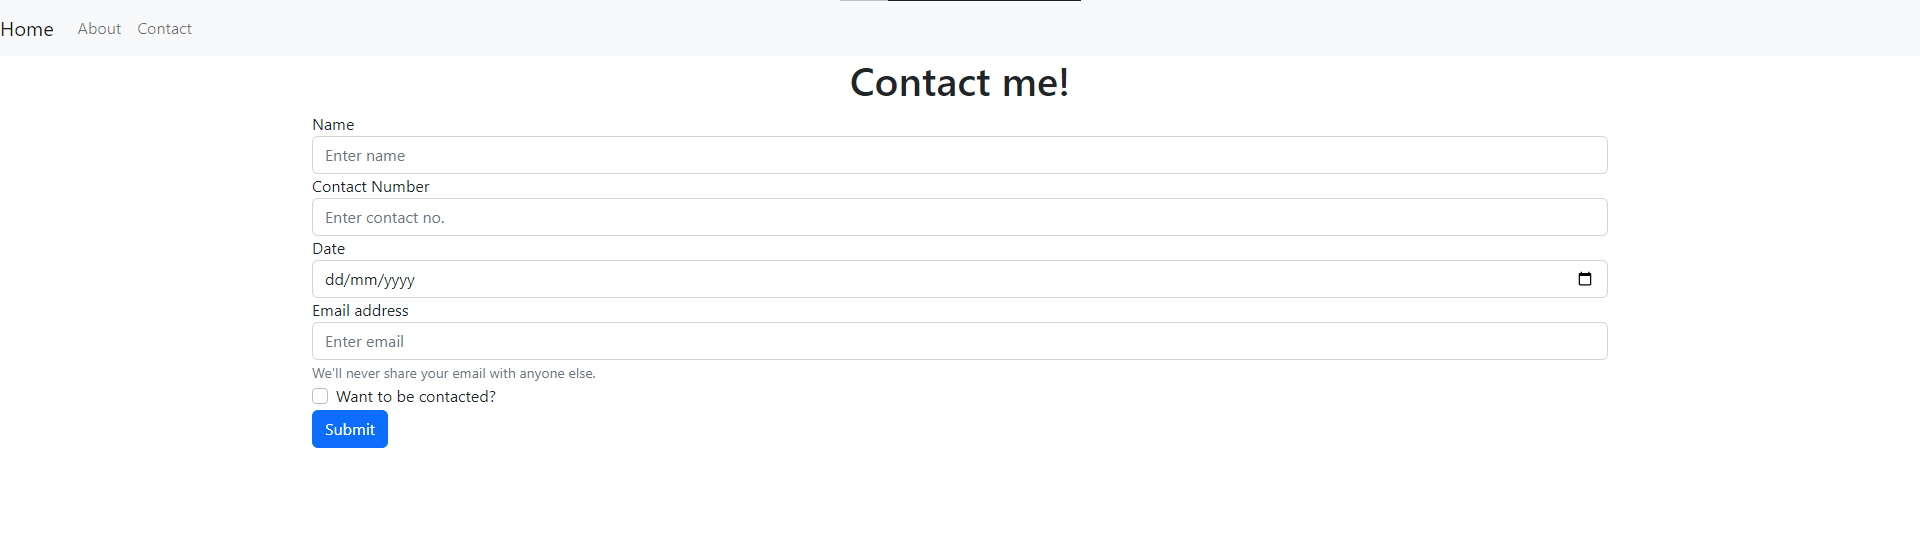 Home About Contact
Contact me!
Name
Enter name
Contact Number
Enter contact no.
Date
dd/mm/yyyy
Email address
Enter email
We'll never share your email with anyone else.
Want to be contacted?
Submit